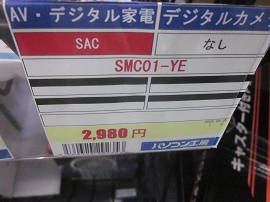 AV・デジタル家電 デジタルカメ
SAC なし
SMC01-YE
2,980 円
パソコン工房
キャスター付